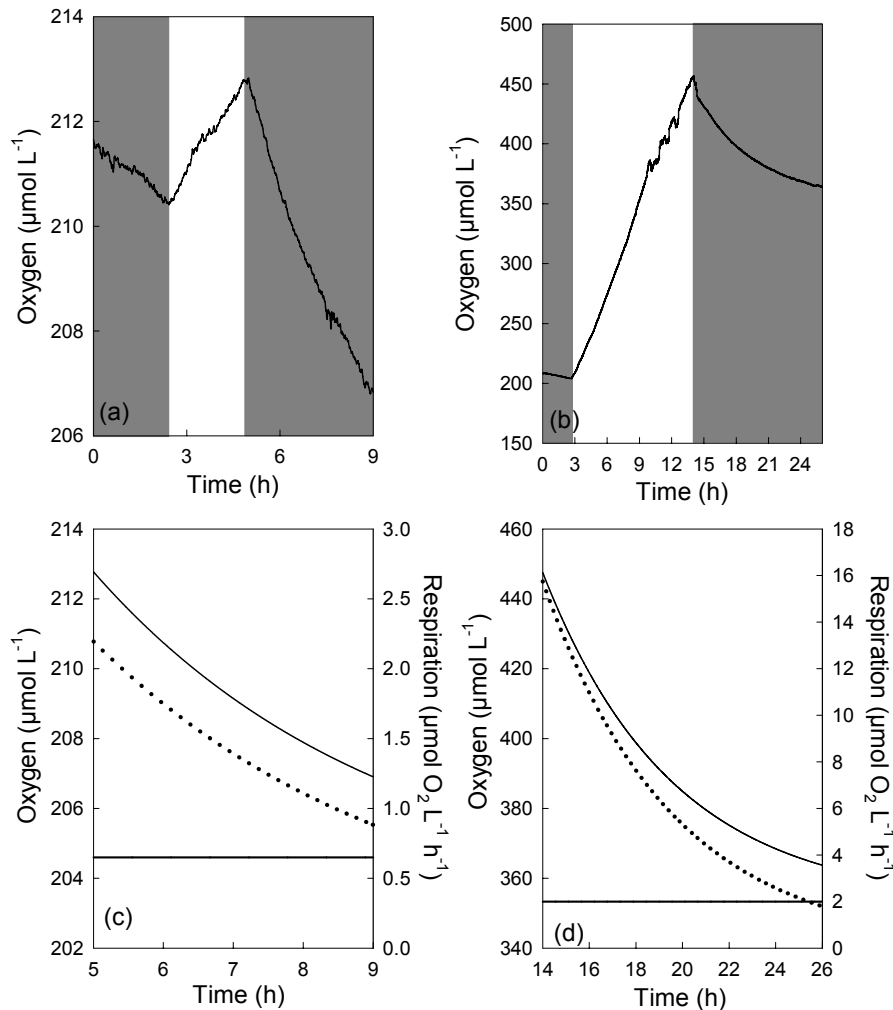 214
212
210
208
206
Oxygen (µmol L⁻¹)
(a)
0 3 6 9
Time (h)
500
450
400
350
300
250
200
150
Oxygen (µmol L⁻¹)
(b)
0 3 6 9 12 15 18 21 24
Time (h)
214
212
210
208
206
204
202
Oxygen (µmol L⁻¹)
(c)
5 6 7 8 9
Time (h)
3.0
2.5
2.0
1.5
1.0
0.5
0.0
Respiration (µmol O₂ L⁻¹ h⁻¹)
460
440
420
400
380
360
340
Oxygen (µmol L⁻¹)
(d)
14 16 18 20 22 24 26
Time (h)
18
16
14
12
10
8
6
4
2
0
Respiration (µmol O₂ L⁻¹ h⁻¹)